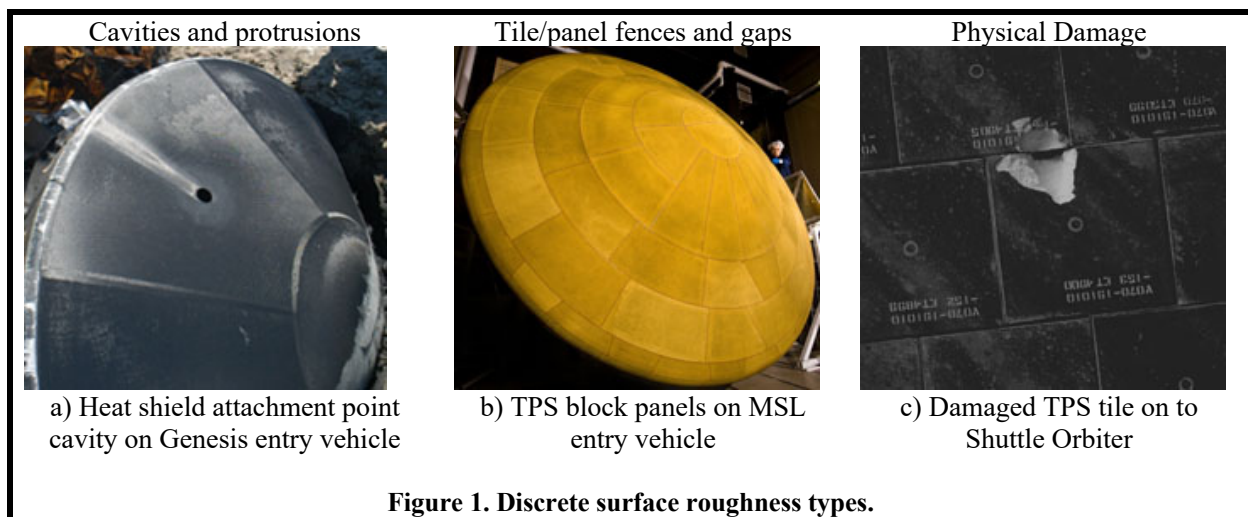 Cavities and protrusions
Tile/panel fences and gaps
Physical Damage
a) Heat shield attachment point
cavity on Genesis entry vehicle
b) TPS block panels on MSL
entry vehicle
c) Damaged TPS tile on to
Shuttle Orbiter
Figure 1. Discrete surface roughness types.